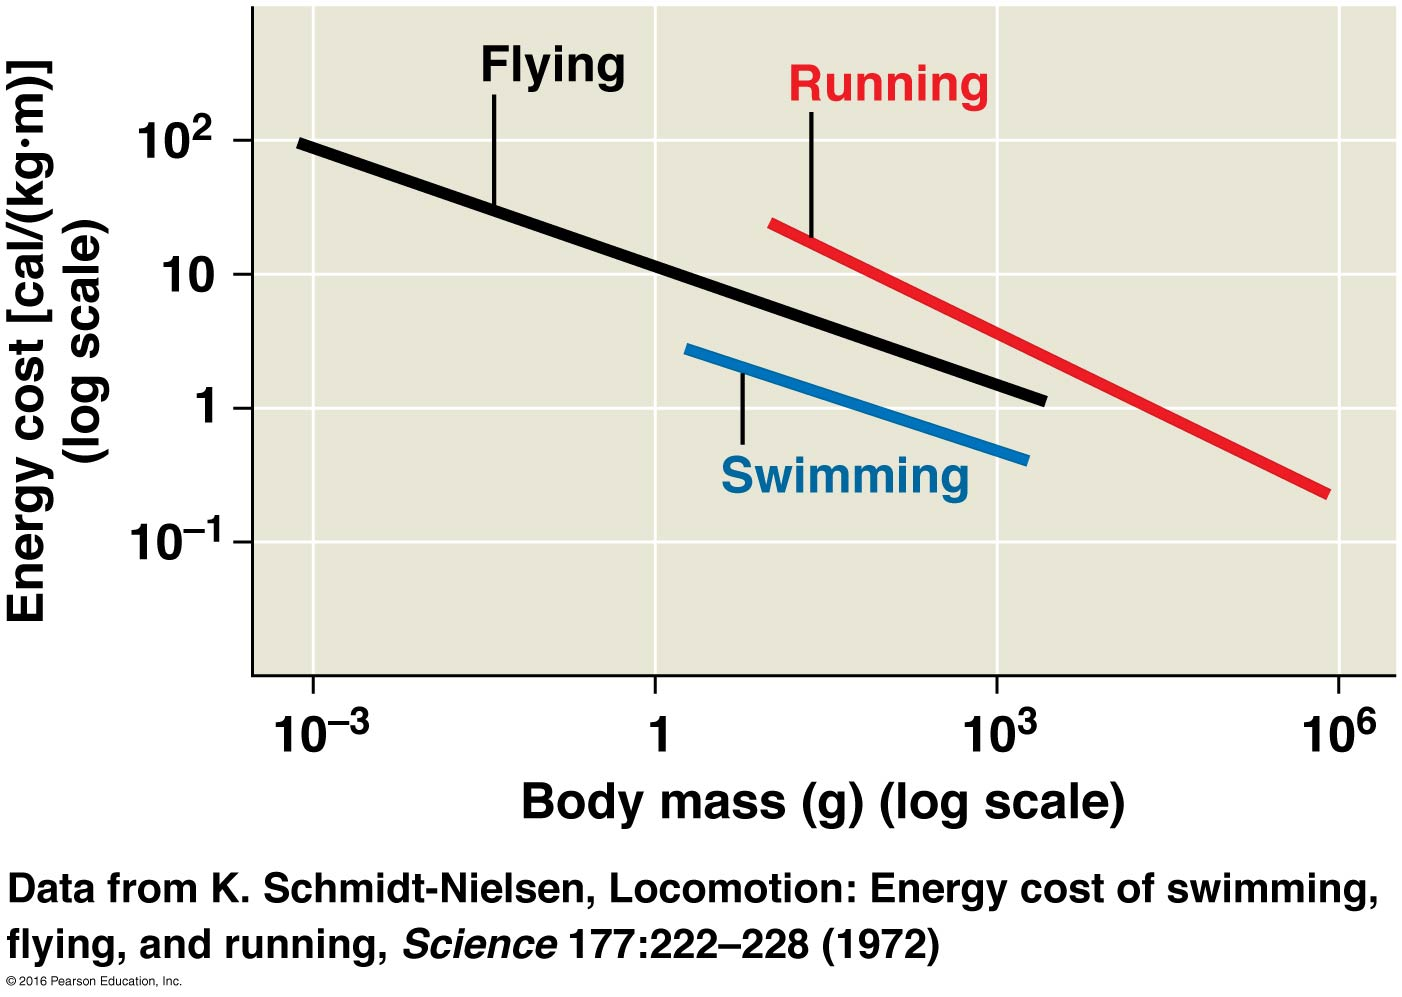 Energy cost [cal/(kg·m)]
(log scale)
Flying
Running
Swimming
10²
10
1
10⁻¹
10⁻³
1
10³
10⁶
Body mass (g) (log scale)
Data from K. Schmidt-Nielsen, Locomotion: Energy cost of swimming,
flying, and running, Science 177:222–228 (1972)
© 2016 Pearson Education, Inc.